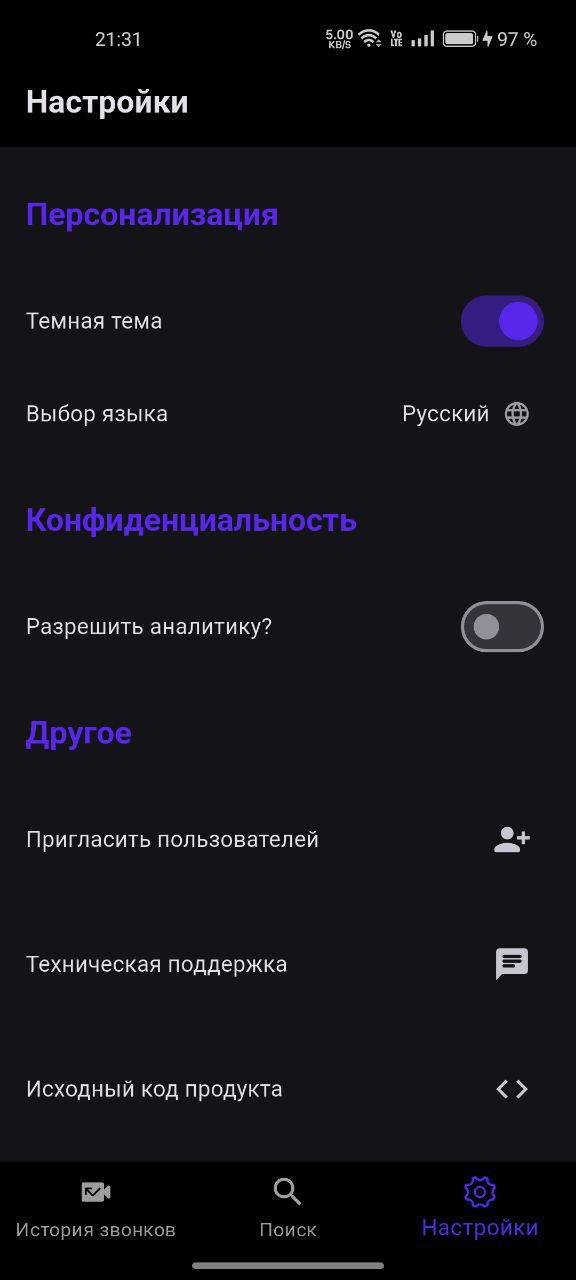 21:31 5.00 KB/S Vo LTE 97 %
Настройки
Персонализация
Темная тема
Выбор языка Русский
Конфиденциальность
Разрешить аналитику?
Другое
Пригласить пользователей
Техническая поддержка
Исходный код продукта
История звонков Поиск Настройки